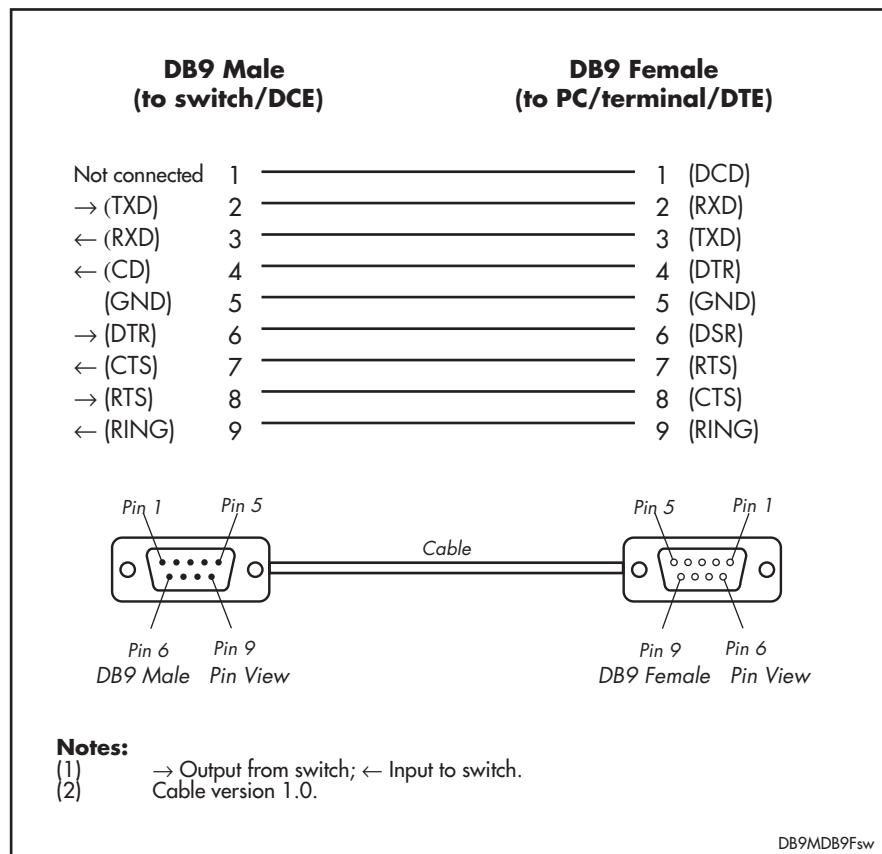 DB9 Male
(to switch/DCE)
DB9 Female
(to PC/terminal/DTE)
Not connected 1 1 (DCD)
→ (TXD) 2 2 (RXD)
← (RXD) 3 3 (TXD)
← (CD) 4 4 (DTR)
(GND) 5 5 (GND)
→ (DTR) 6 6 (DSR)
← (CTS) 7 7 (RTS)
→ (RTS) 8 8 (CTS)
← (RING) 9 9 (RING)
Pin 1 Pin 5 Pin 5 Pin 1
Cable
Pin 6 Pin 9 Pin 9 Pin 6
DB9 Male Pin View DB9 Female Pin View
Notes:
(1) → Output from switch; ← Input to switch.
(2) Cable version 1.0.
DB9MDB9Fsw